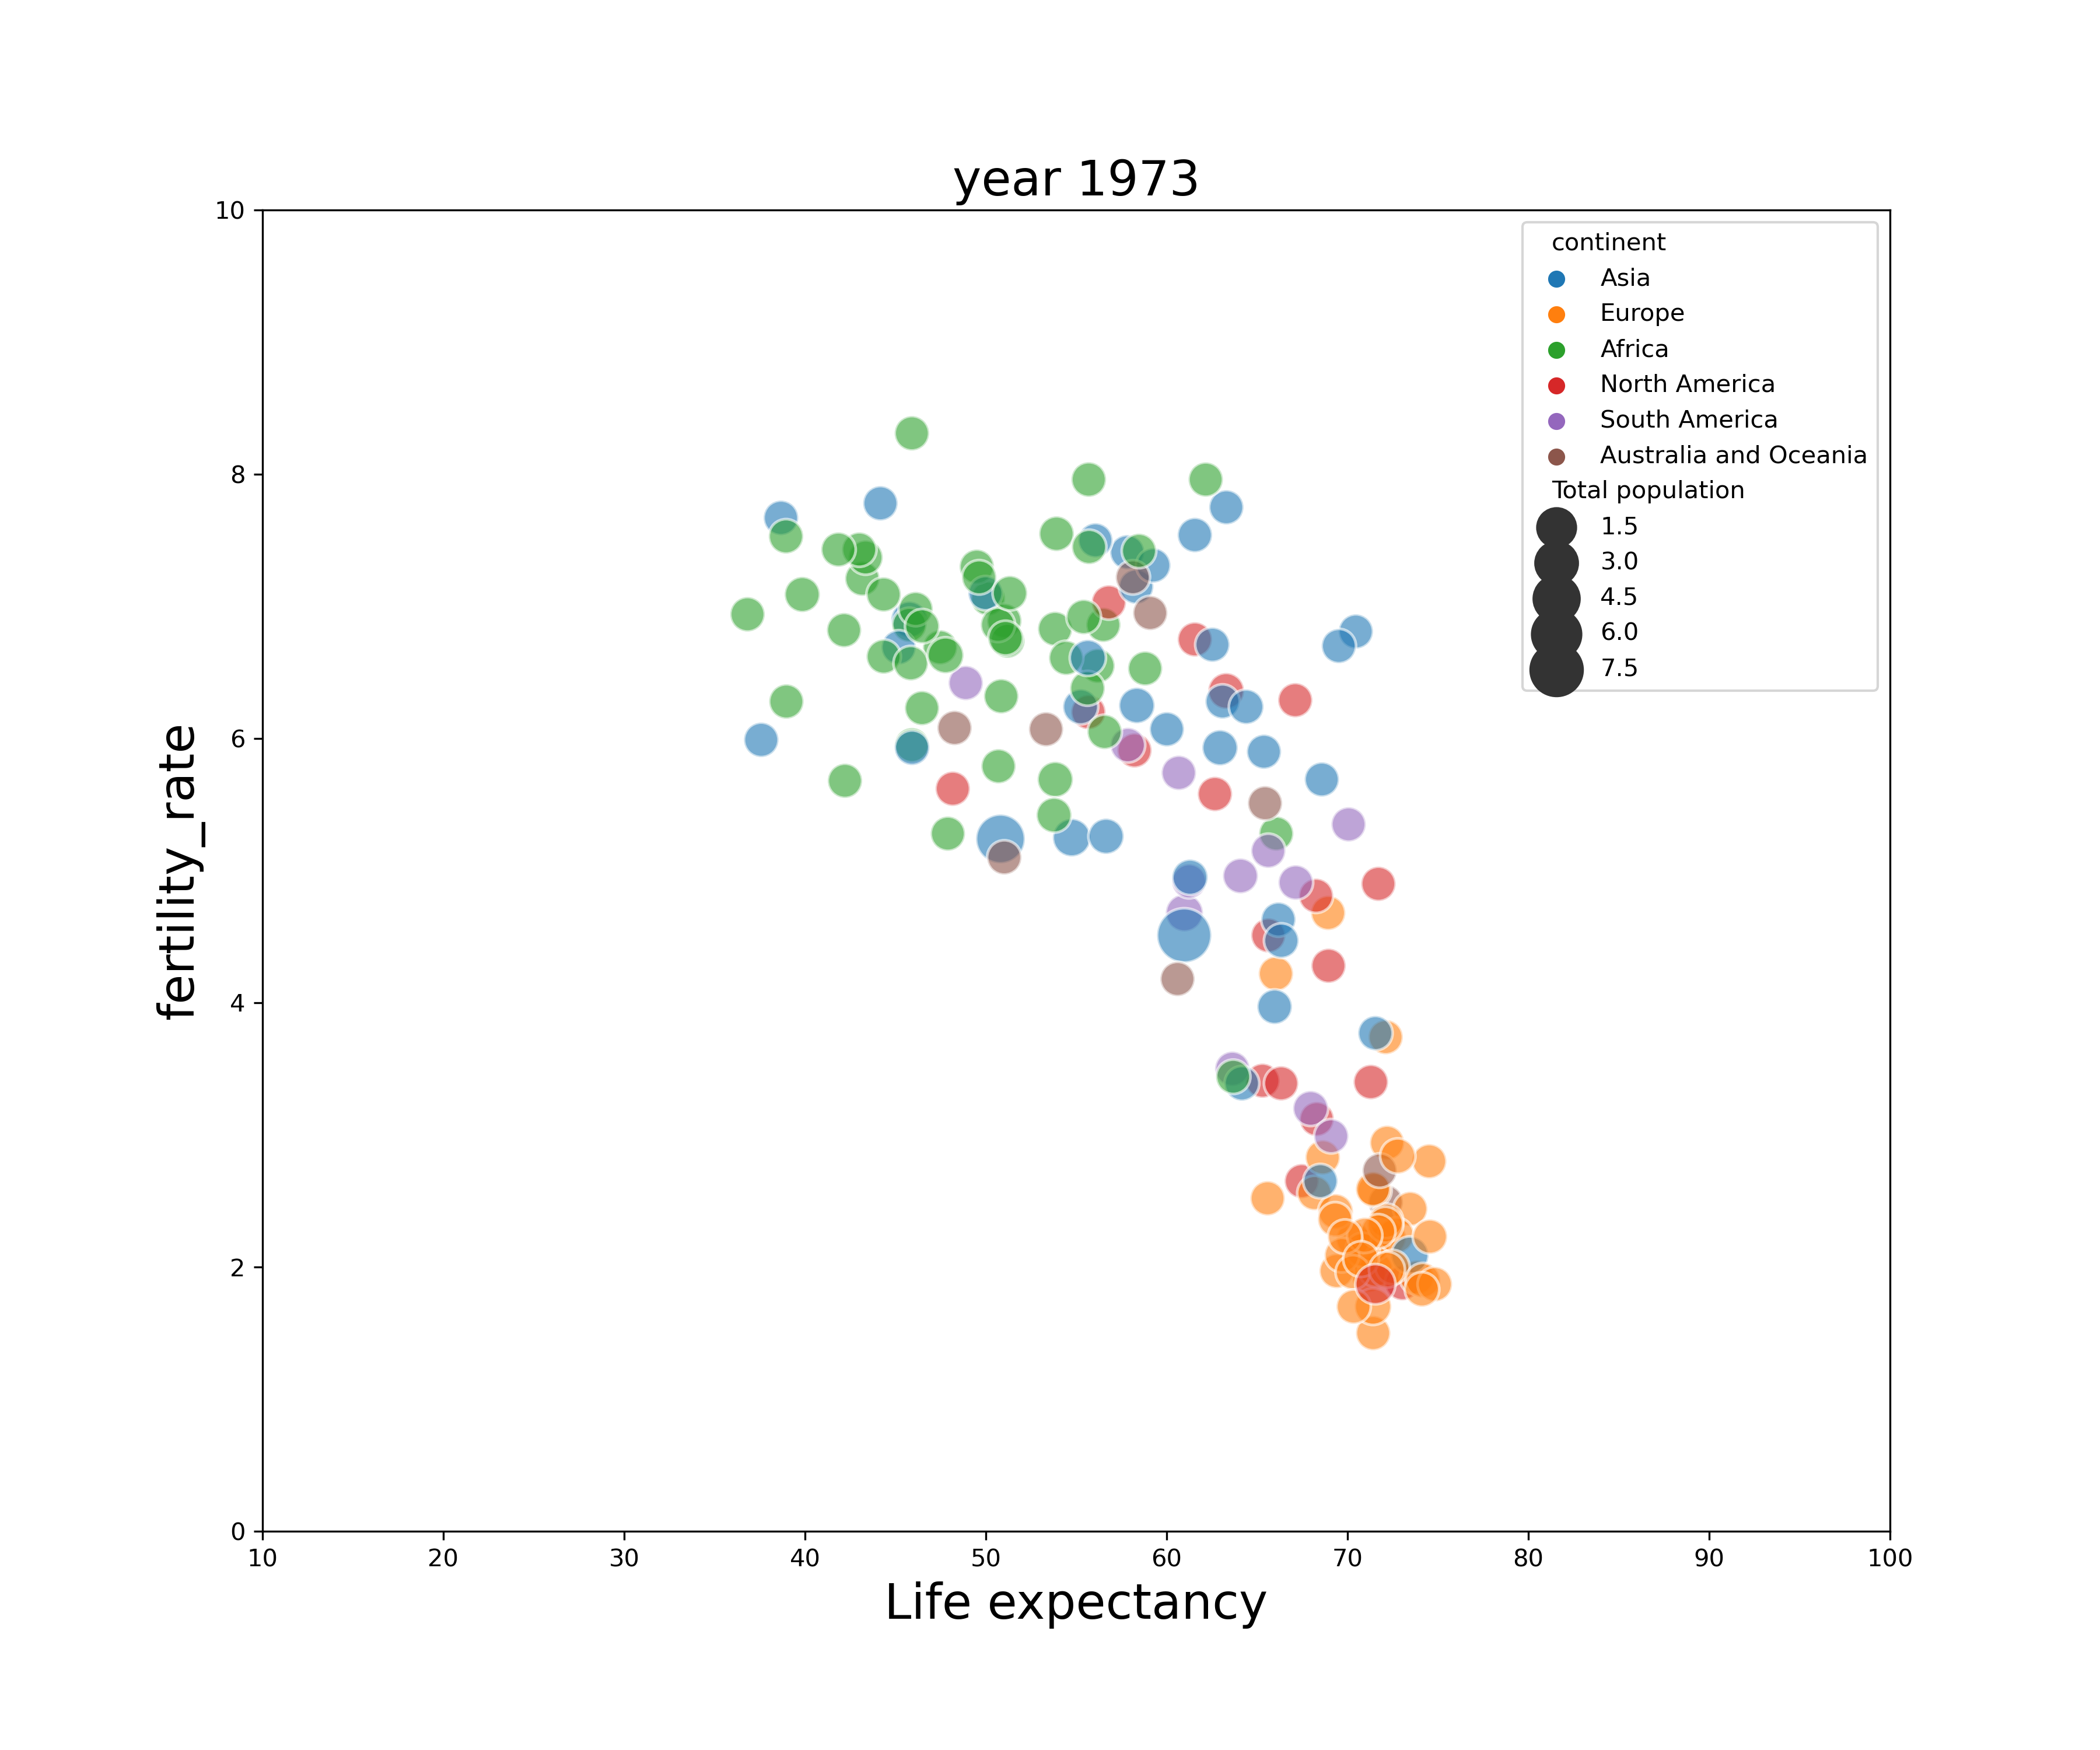 year 1973
10
8
6
4
2
0
fertility_rate
10 20 30 40 50 60 70 80 90 100
Life expectancy
continent
Asia
Europe
Africa
North America
South America
Australia and Oceania
Total population
1.5
3.0
4.5
6.0
7.5